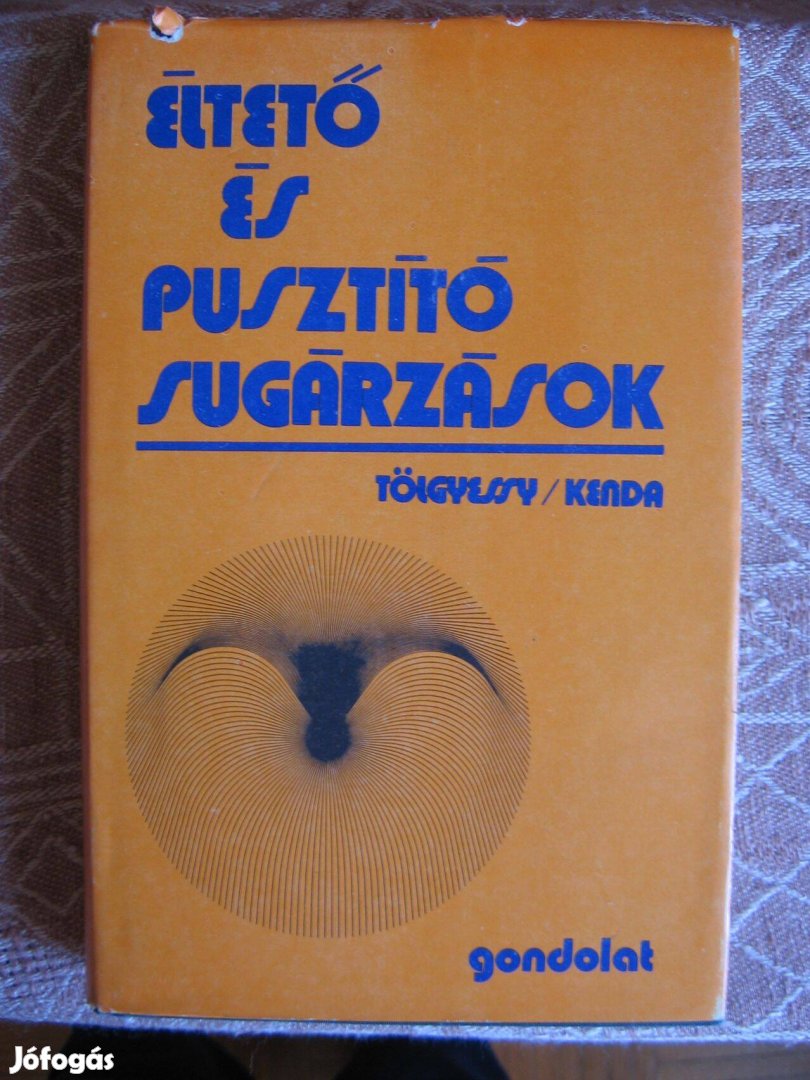 ÉLTETŐ
ÉS
PUSZTÍTÓ
SUGÁRZÁSOK
TÖLGYESSY / KENDA
gondolat
Jófogás